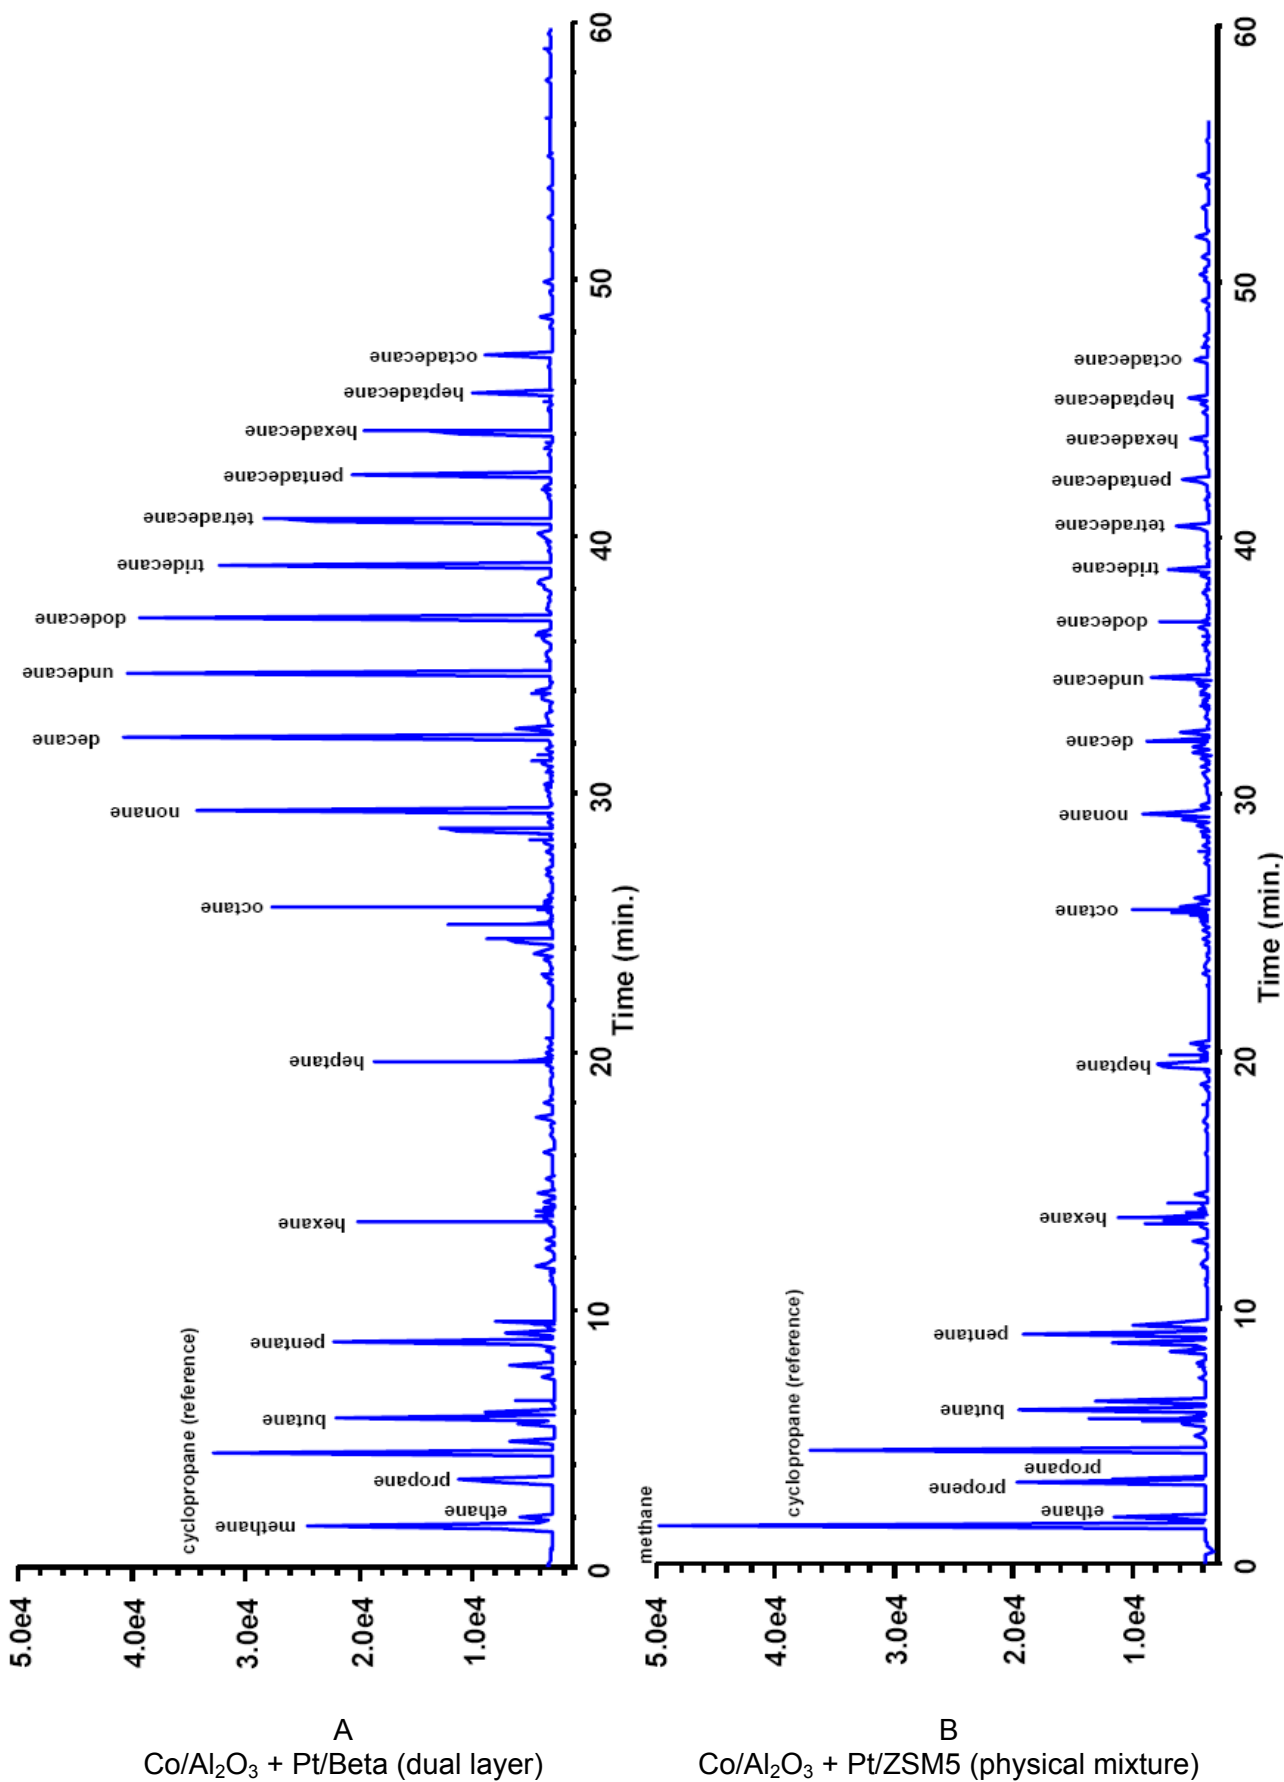 5.0e4
4.0e4
3.0e4
2.0e4
1.0e4
0
10
20
30
40
50
60
Time (min.)
methane
ethane
propane
cyclopropane (reference)
butane
pentane
hexane
heptane
octane
nonane
decane
undecane
dodecane
tridecane
tetradecane
pentadecane
hexadecane
heptadecane
octadecane
A
Co/Al₂O₃ + Pt/Beta (dual layer)
5.0e4
4.0e4
3.0e4
2.0e4
1.0e4
0
10
20
30
40
50
60
Time (min.)
methane
ethane
propene
propane
cyclopropane (reference)
butane
pentane
hexane
heptane
octane
nonane
decane
undecane
dodecane
tridecane
tetradecane
pentadecane
hexadecane
heptadecane
octadecane
B
Co/Al₂O₃ + Pt/ZSM5 (physical mixture)